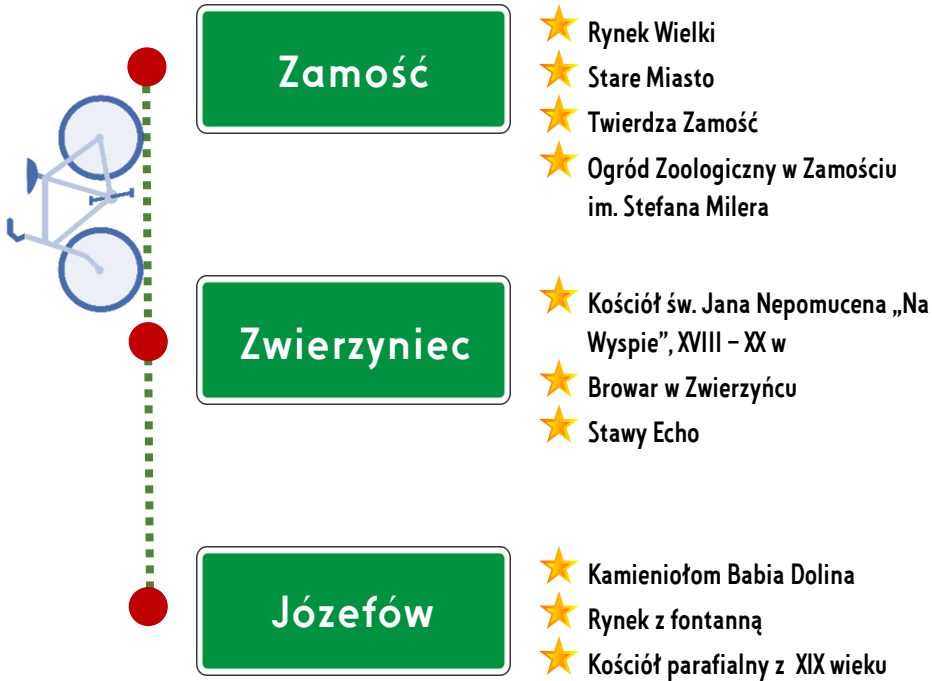 Zamość
Rynek Wielki
Stare Miasto
Twierdza Zamość
Ogród Zoologiczny w Zamościu
im. Stefana Milera
Zwierzyniec
Kościół św. Jana Nepomucena „Na
Wyspie”, XVIII – XX w
Browar w Zwierzyńcu
Stawy Echo
Józefów
Kamieniołom Babia Dolina
Rynek z fontanną
Kościół parafialny z XIX wieku